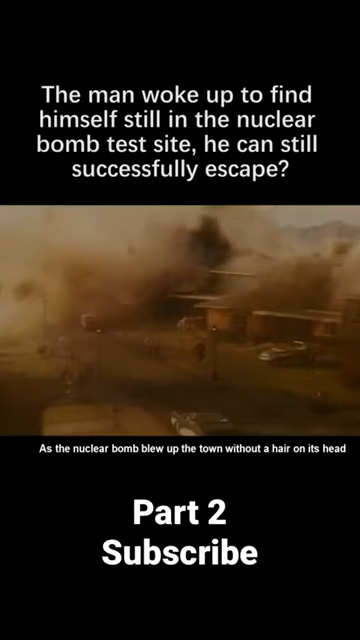 The man woke up to find
himself still in the nuclear
bomb test site, he can still
successfully escape?
As the nuclear bomb blew up the town without a hair on its head
Part 2
Subscribe